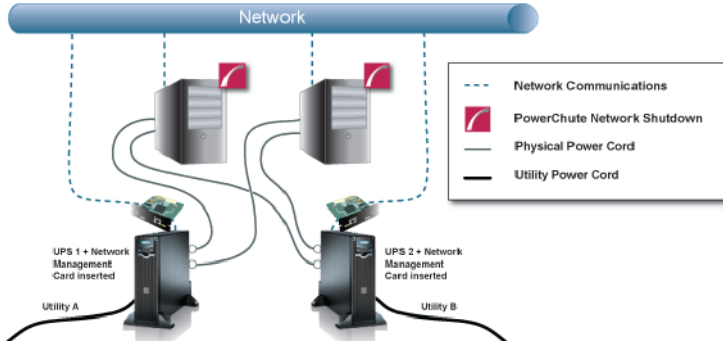 Network
Network Communications
PowerChute Network Shutdown
Physical Power Cord
Utility Power Cord
UPS 1 + Network
Management
Card inserted
UPS 2 + Network
Management
Card inserted
Utility A
Utility B